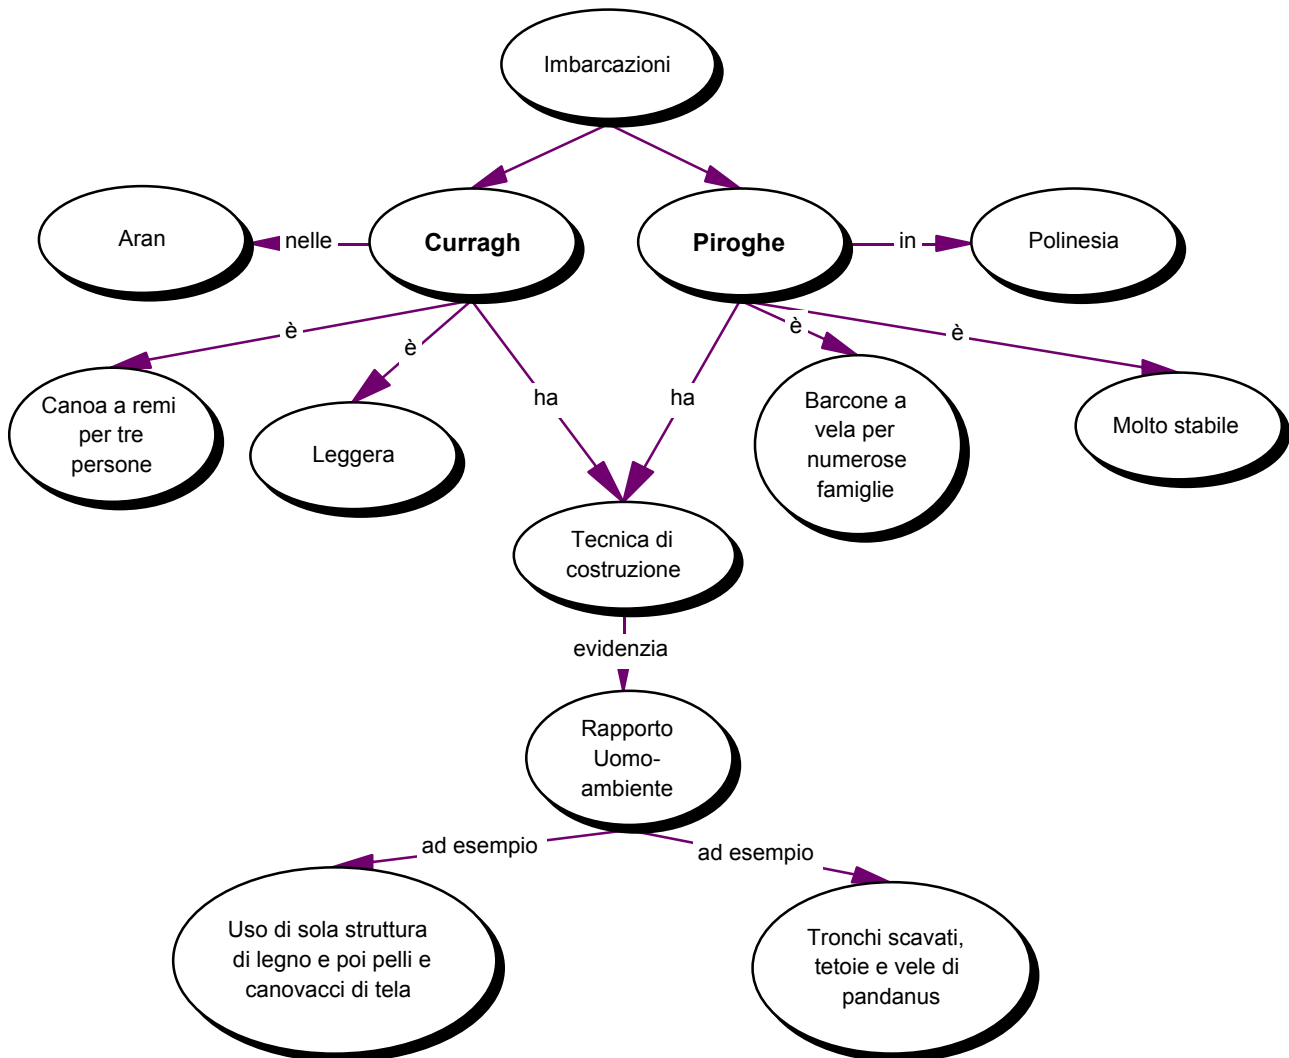 Imbarcazioni
Aran
nelle
Curragh
Piroghe
in
Polinesia
è
è
è
è
ha
ha
Canoa a remi
per tre
persone
Leggera
Barcone a
vela per
numerose
famiglie
Molto stabile
Tecnica di
costruzione
evidenzia
Rapporto
Uomo-
ambiente
ad esempio
ad esempio
Uso di sola struttura
di legno e poi pelli e
canovacci di tela
Tronchi scavati,
tetoie e vele di
pandanus